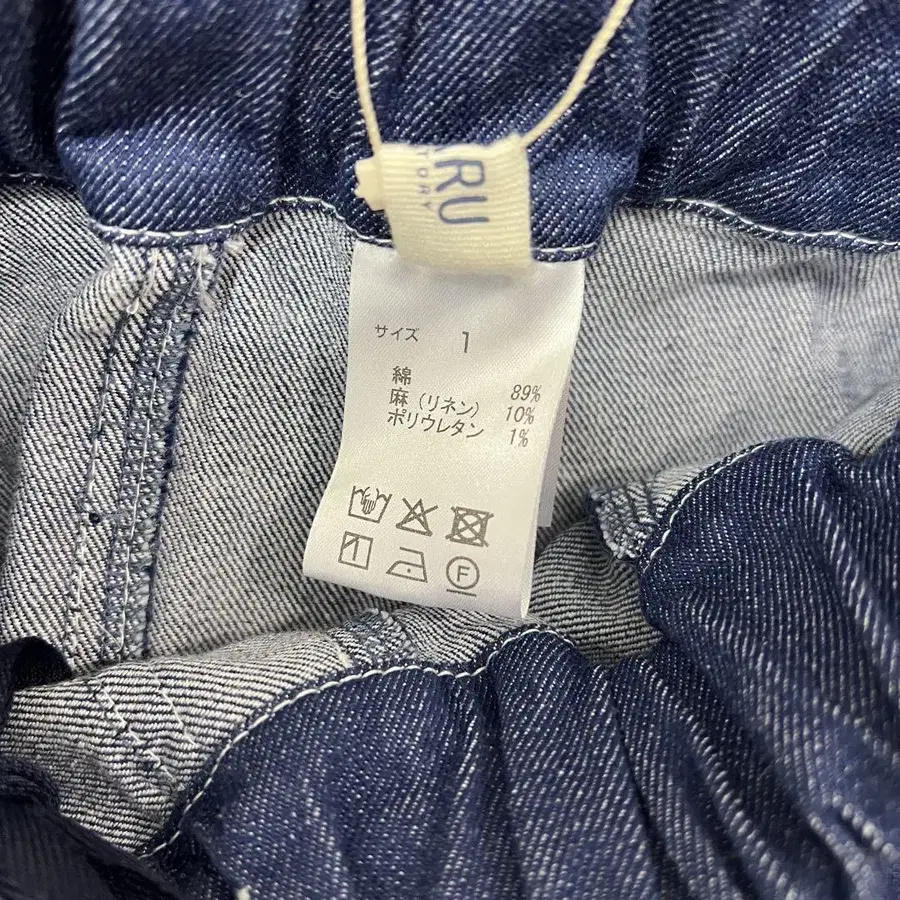 RU
TORY
サイズ 1
綿 89%
麻(リネン) 10%
ポリウレタン 1%
F